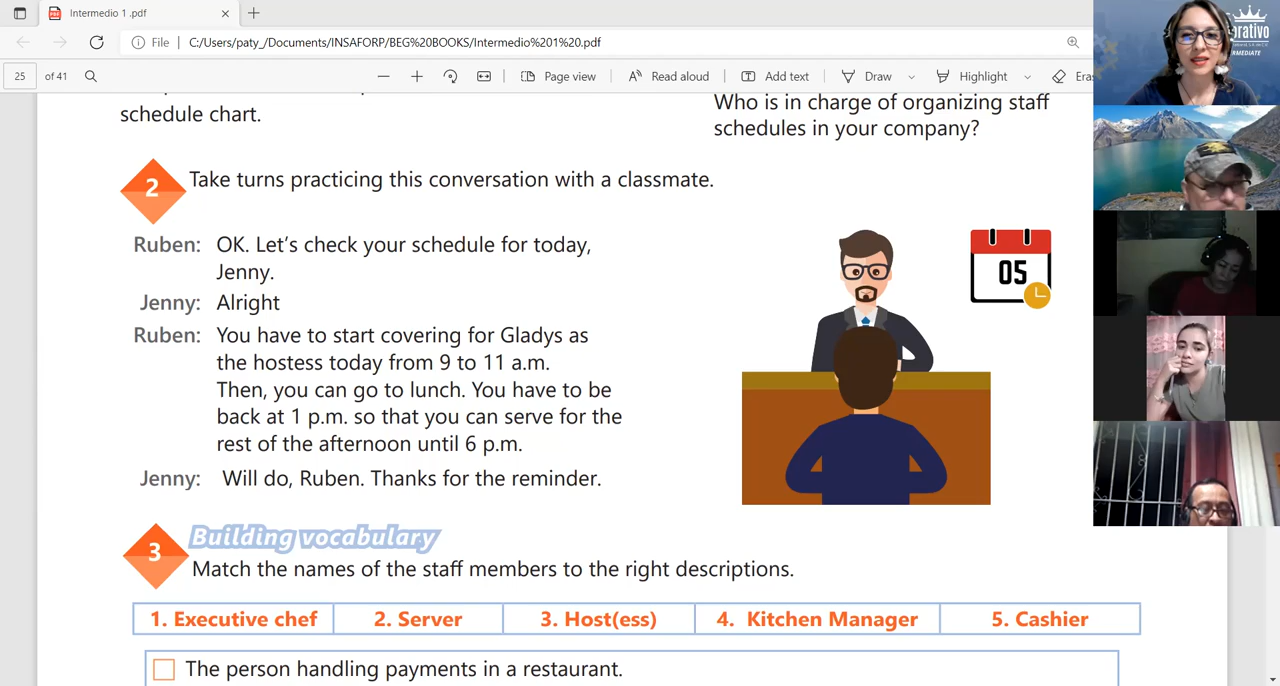 Intermedio 1 .pdf
File C:/Users/paty_/Documents/INSAFORP/BEG%20BOOKS/Intermedio%201%20.pdf
25 of 41 Page view Read aloud Add text Draw Highlight
schedule chart.
Who is in charge of organizing staff
schedules in your company?
2 Take turns practicing this conversation with a classmate.
Ruben: OK. Let's check your schedule for today,
Jenny.
Jenny: Alright
Ruben: You have to start covering for Gladys as
the hostess today from 9 to 11 a.m.
Then, you can go to lunch. You have to be
back at 1 p.m. so that you can serve for the
rest of the afternoon until 6 p.m.
Jenny: Will do, Ruben. Thanks for the reminder.
05
3 Building vocabulary
Match the names of the staff members to the right descriptions.
1. Executive chef 2. Server 3. Host(ess) 4. Kitchen Manager 5. Cashier
The person handling payments in a restaurant.